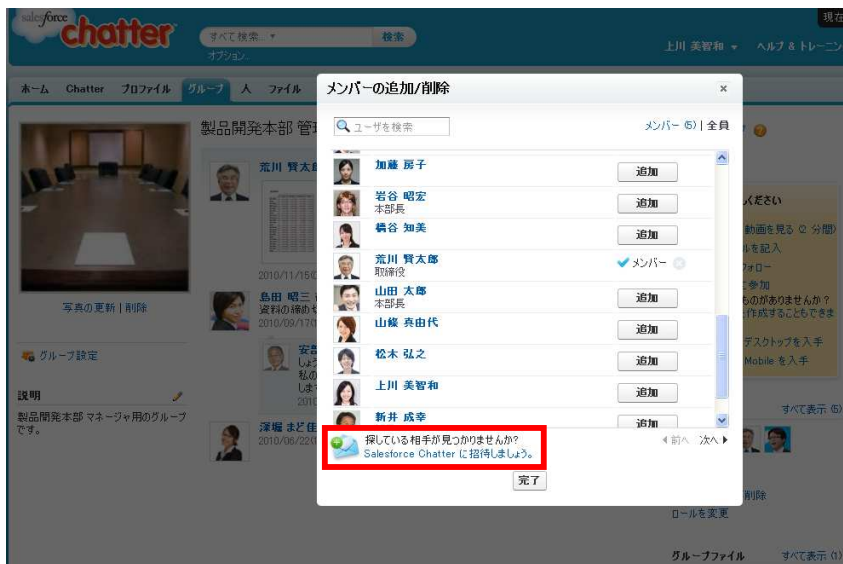 salesforce
chatter
すべて検索... ▼
検索
オプション...
現在
上川 美智和 ▼
ヘルプ & トレーニン
ホーム Chatter プロファイル グループ 人 ファイル
メンバーの追加/削除
ユーザを検索
メンバー (5) | 全員
加藤 房子
追加
岩谷 昭宏
本部長
追加
橋谷 知美
追加
荒川 賢太郎
取締役
メンバー
山田 太郎
本部長
追加
山條 真由代
追加
松木 弘之
追加
上川 美智和
追加
新井 成幸
追加
探している相手が見つかりませんか?
Salesforce Chatter に招待しましょう。
前へ 次へ
完了
製品開発本部 管理
荒川 賢太郎
2010/11/15
島田 昭三
資料の締め
2010/09/17
安部
しょう
私の
しま
2010
深堀 まど佳
2010/06/22
写真の更新 | 削除
グループ設定
説明
製品開発本部 マネージャ用のグループ
です。
ください
動画を見る (2 分間)
ルを記入
フォロー
に参加
ものがありませんか?
作成することもできま
デスクトップを入手
Mobile を入手
すべて表示 (5)
削除
ロールを変更
グループファイル すべて表示 (1)